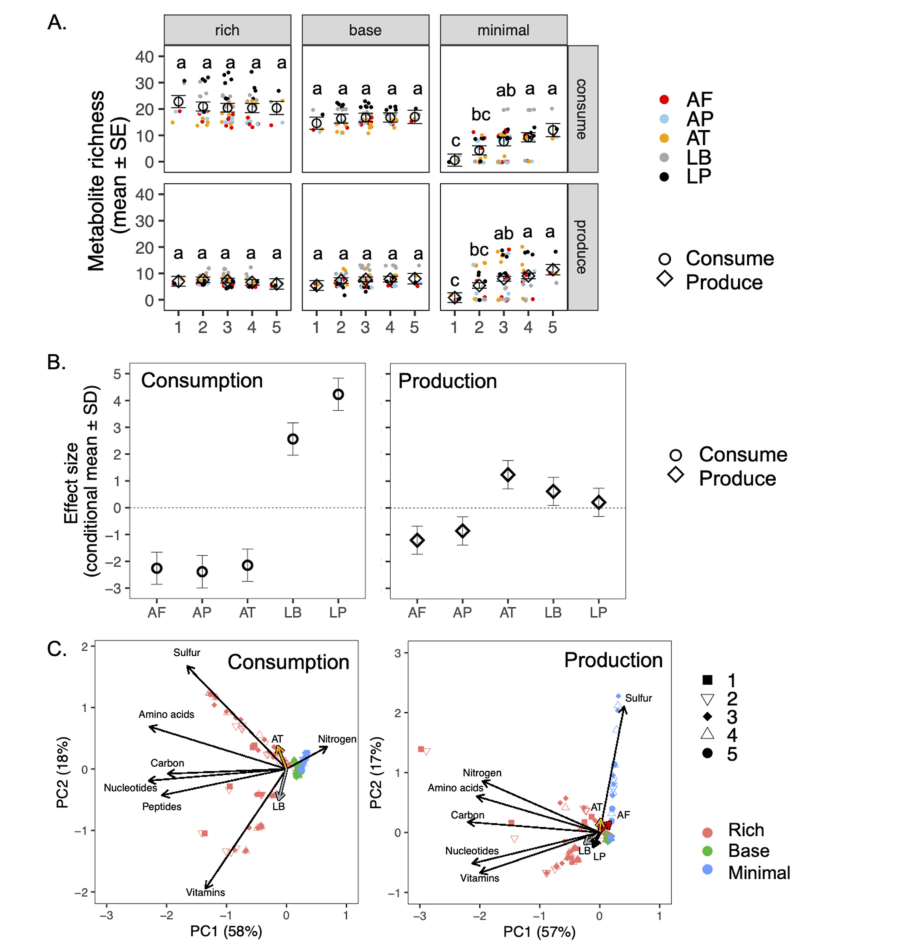 A.
rich base minimal
Metabolite richness
(mean ± SE)
40 a a a a a
30 a a a a a ab a a
20 bc
10 c
0
consume
40
30 ab a a
20 a a a a a a a a a a bc
10 c
0
produce
1 2 3 4 5 1 2 3 4 5 1 2 3 4 5
AF
AP
AT
LB
LP
Consume
Produce
B.
Effect size
(conditional mean ± SD)
5
4
3
2
1
0
−1
−2
−3
Consumption
AF AP AT LB LP
Production
AF AP AT LB LP
Consume
Produce
C.
Consumption
PC2 (18%)
2
1
0
−1
−2
Sulfur
Amino acids
AT
Nitrogen
Carbon
Nucleotides
Peptides
LB
Vitamins
−3 −2 −1 0 1
PC1 (58%)
Production
PC2 (17%)
3
2
1
0
−1
Sulfur
Nitrogen
Amino acids
AT
AF
Carbon
Nucleotides
LB
LP
Vitamins
−3 −2 −1 0 1
PC1 (57%)
1
2
3
4
5
Rich
Base
Minimal